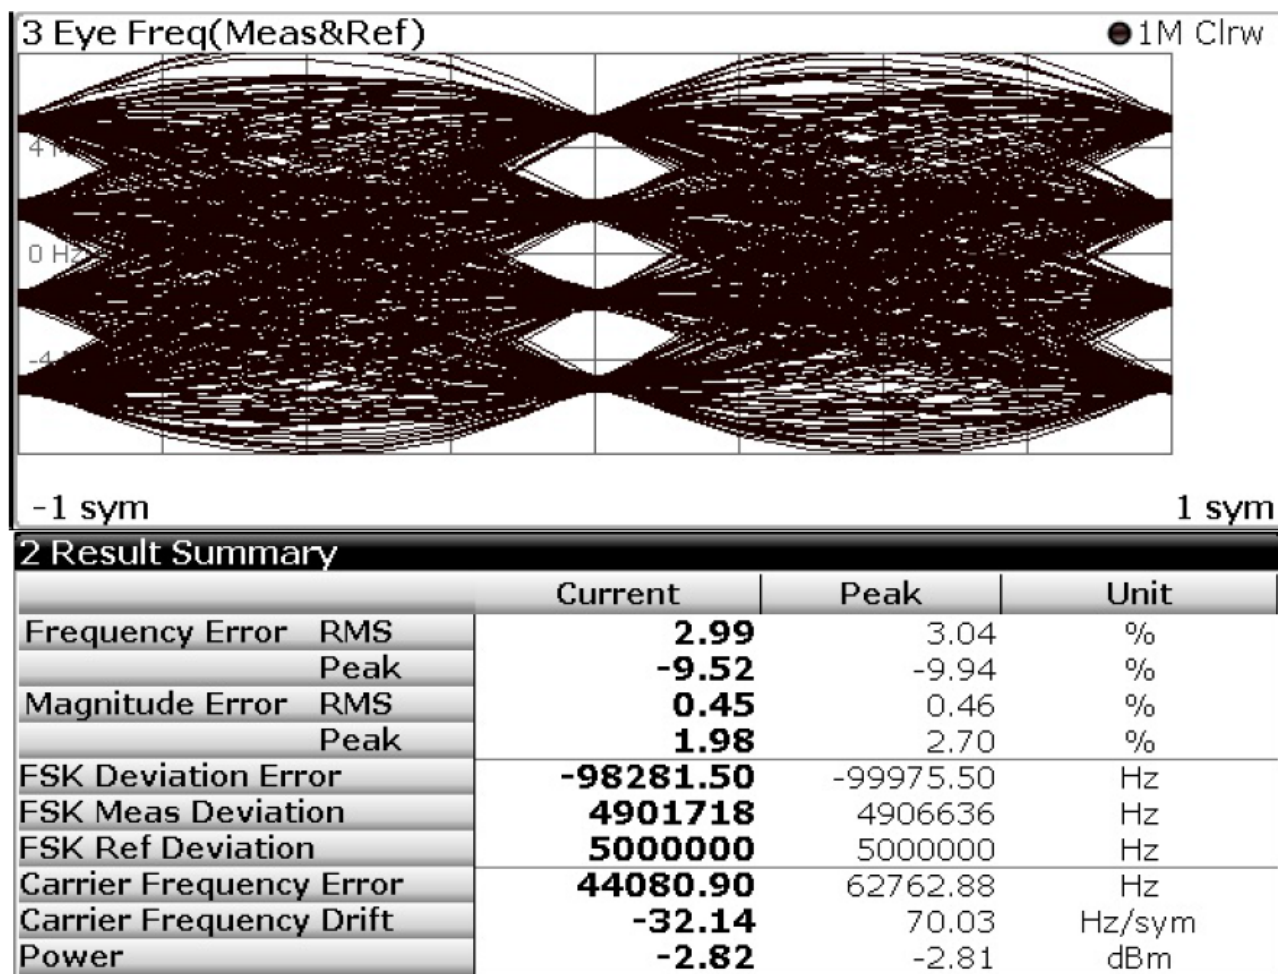 3 Eye Freq(Meas&Ref) 1M Clrw
0 Hz
-1 sym 1 sym
2 Result Summary
Current Peak Unit
Frequency Error RMS 2.99 3.04 %
Peak -9.52 -9.94 %
Magnitude Error RMS 0.45 0.46 %
Peak 1.98 2.70 %
FSK Deviation Error -98281.50 -99975.50 Hz
FSK Meas Deviation 4901718 4906636 Hz
FSK Ref Deviation 5000000 5000000 Hz
Carrier Frequency Error 44080.90 62762.88 Hz
Carrier Frequency Drift -32.14 70.03 Hz/sym
Power -2.82 -2.81 dBm